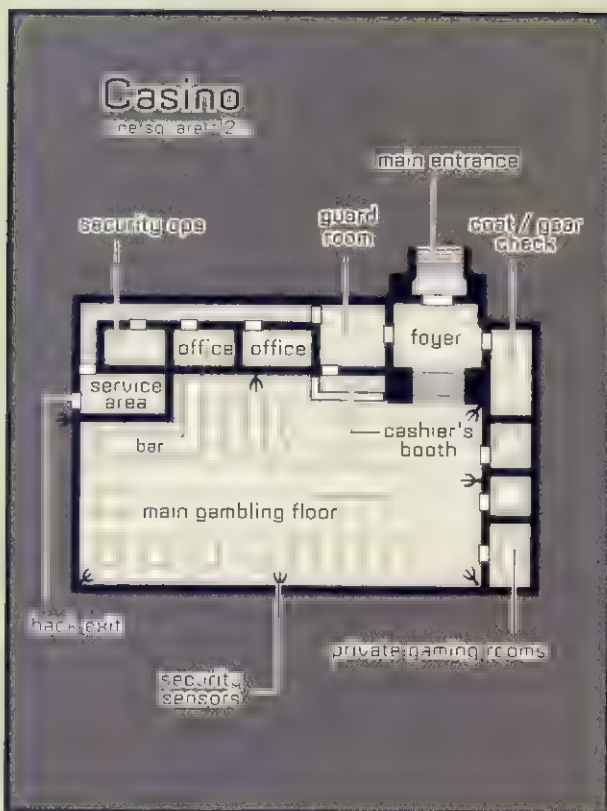 Casino
main entrance
security ops
guard
room
coat / gear
check
office
office
foyer
service
area
bar
cashier's
booth
main gambling floor
back exit
private gaming rooms
security
sensors